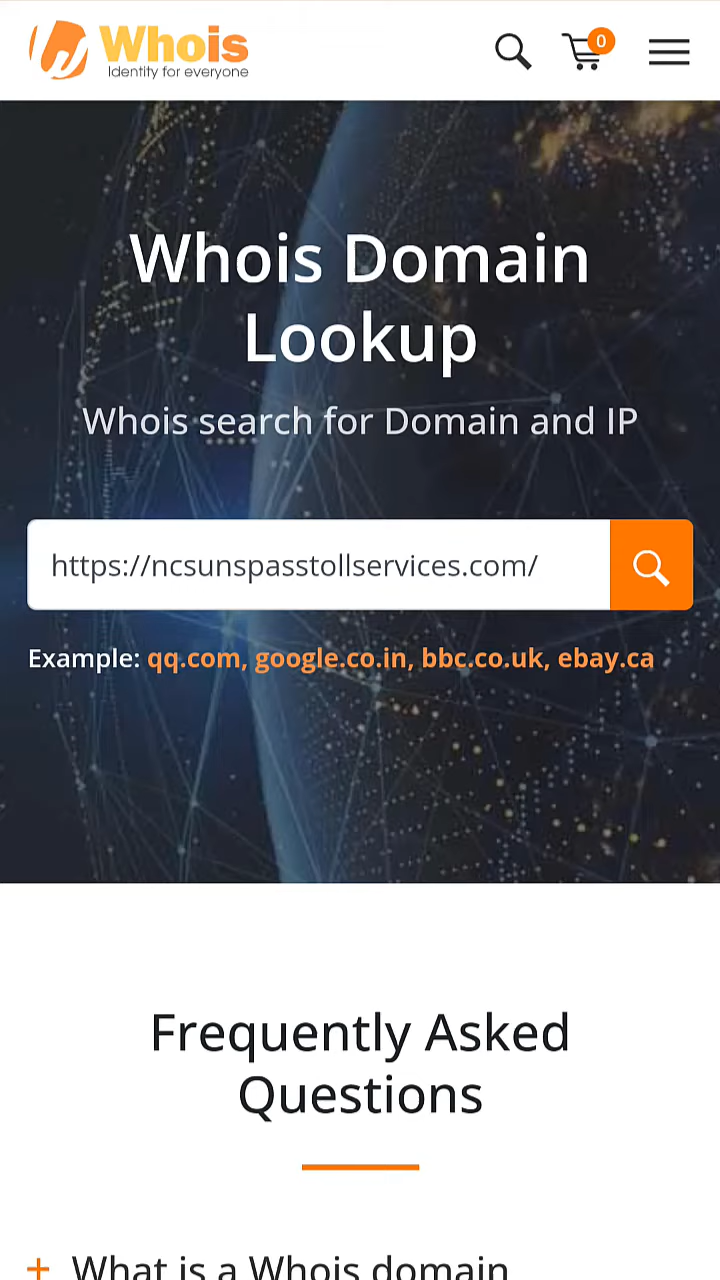 Whois
Identity for everyone
0
Whois Domain
Lookup
Whois search for Domain and IP
https://ncsunspasstollservices.com/
Example: qq.com, google.co.in, bbc.co.uk, ebay.ca
Frequently Asked
Questions
+ What is a Whois domain